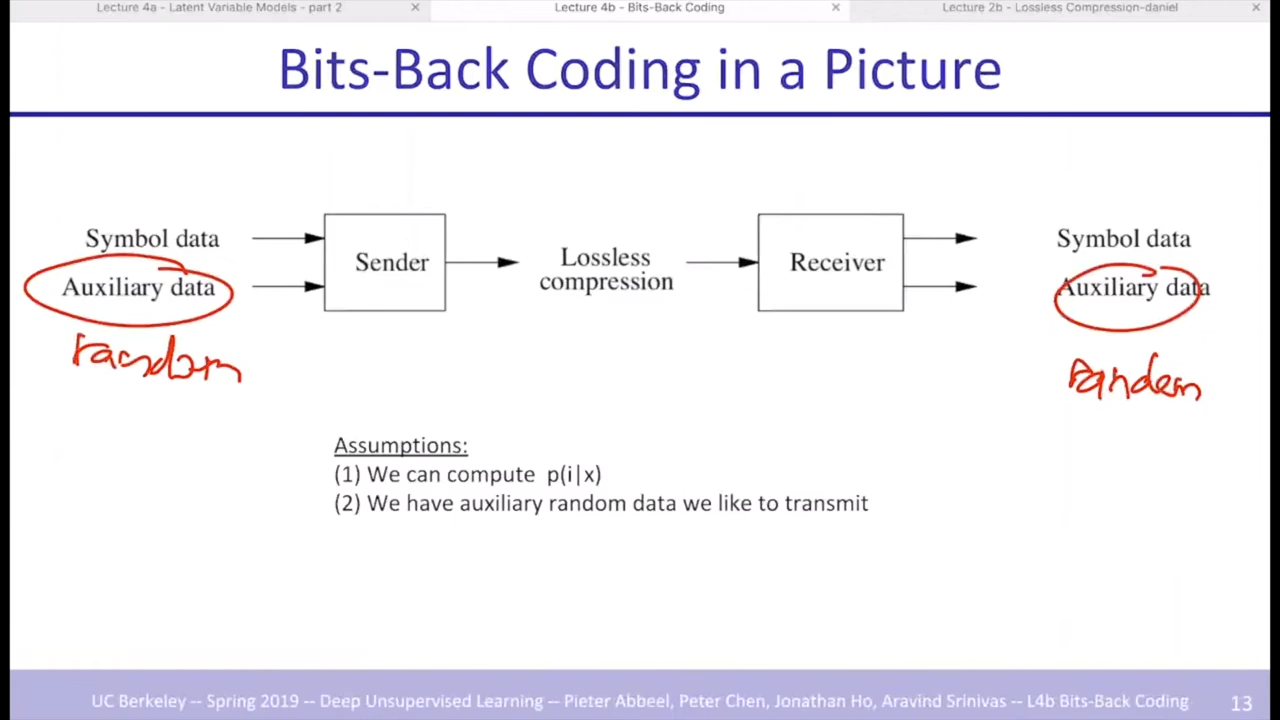 Lecture 4a - Latent Variable Models - part 2 × Lecture 4b - Bits-Back Coding × Lecture 2b - Lossless Compression-daniel ×
Bits-Back Coding in a Picture
Symbol data
Auxiliary data
random
Sender
Lossless
compression
Receiver
Symbol data
Auxiliary data
random
Assumptions:
(1) We can compute p(i|x)
(2) We have auxiliary random data we like to transmit
UC Berkeley -- Spring 2019 -- Deep Unsupervised Learning -- Pieter Abbeel, Peter Chen, Jonathan Ho, Aravind Srinivas -- L4b Bits-Back Coding 13